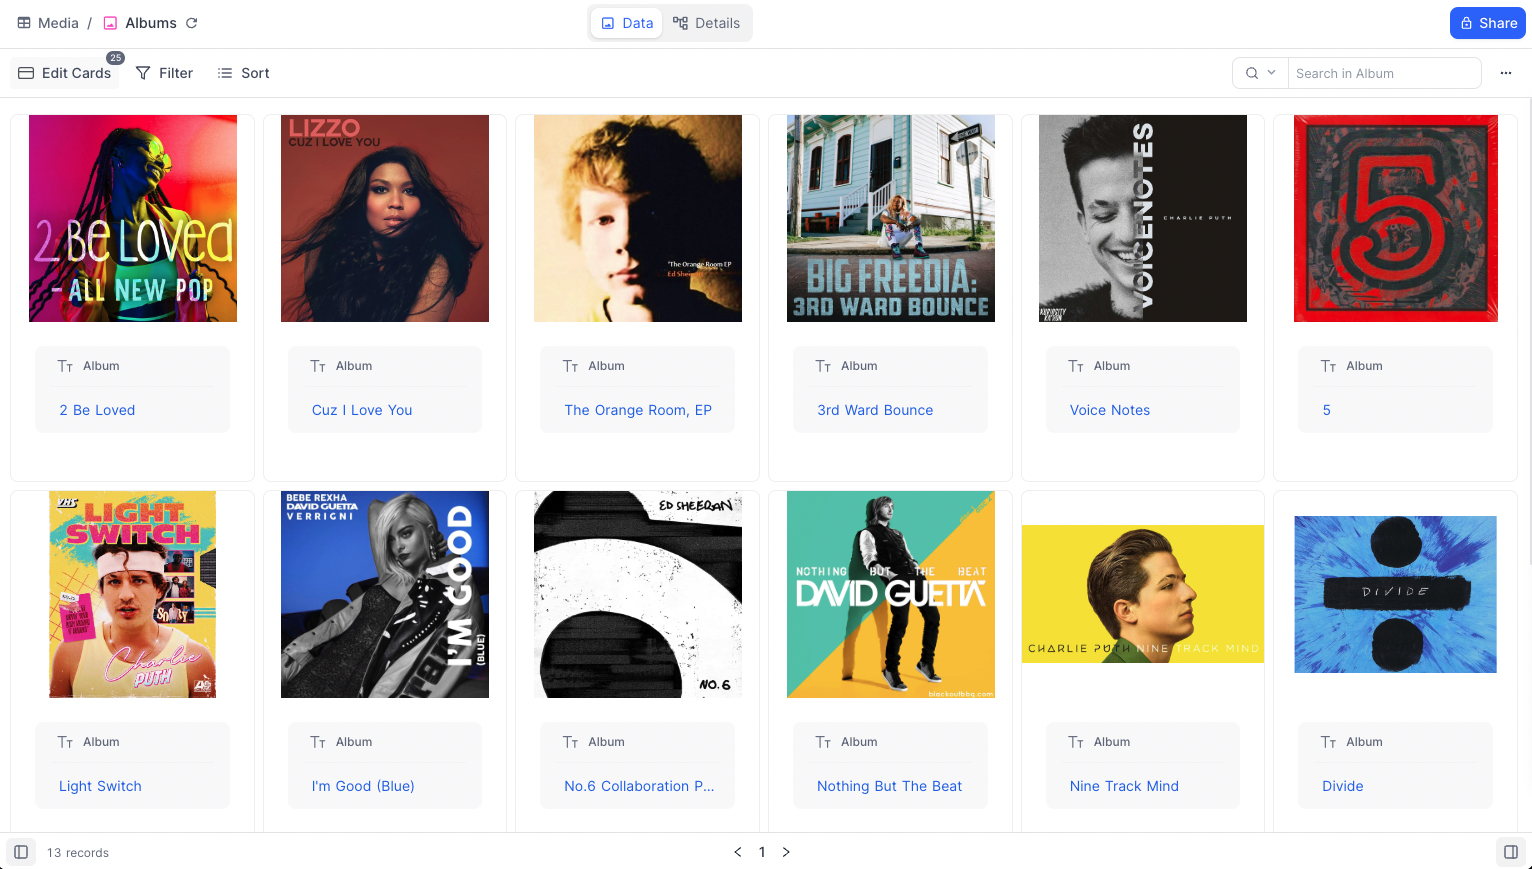 Media / Albums
Data
Details
Share
Edit Cards
25
Filter
Sort
Search in Album
2 BE LOVED
- ALL NEW POP
LIZZO
CUZ I LOVE YOU
"The Orange Room EP
BIG FREEDIA:
3RD WARD BOUNCE
VOICENOTES
CHARLIE PUTH
5
Album
2 Be Loved
Album
Cuz I Love You
Album
The Orange Room, EP
Album
3rd Ward Bounce
Album
Voice Notes
Album
5
VHS
LIGHT
SWITCH
Charlie
PUTH
BEBE REXHA
DAVID GUETTA
VERRIGNI
I'M GOOD
(BLUE)
ED SHEERAN
NO.6
NOTHING BUT THE BEAT
DAVID GUETTA
blackoutbbq.com
CHARLIE PUTH NINE TRACK MIND
DIVIDE
Album
Light Switch
Album
I'm Good (Blue)
Album
No.6 Collaboration P...
Album
Nothing But The Beat
Album
Nine Track Mind
Album
Divide
13 records
1